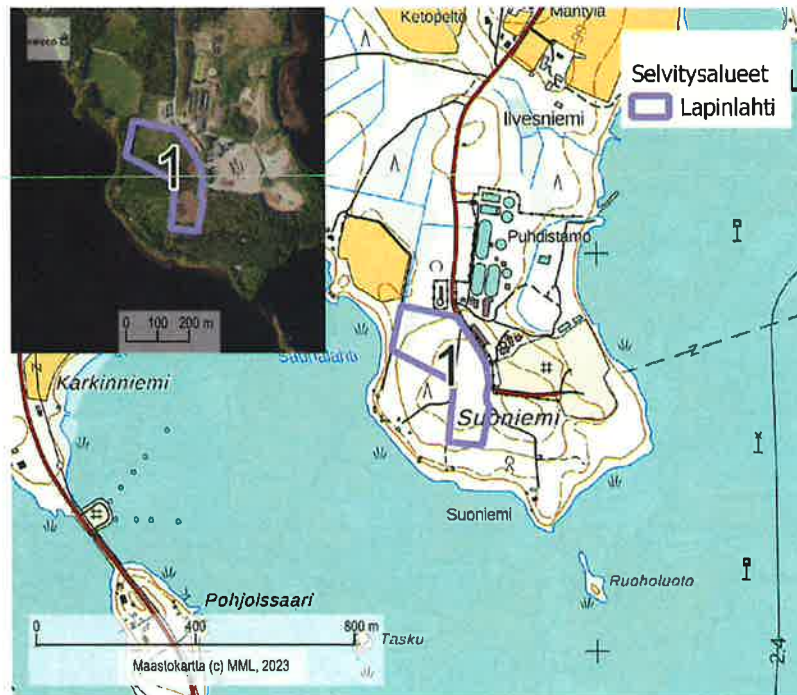 Ketopelto
Mäntylä
Selvitysalueet
Lapinlahti
L
Ilvesniemi
Puhdistamo
1
0 100 200 m
Karkinniemi
1
Suoniemi
Suoniemi
Ruoholuoto
Pohjoissaari
0 400 800 m
Tasku
Maastokartta (c) MML, 2023
2.4